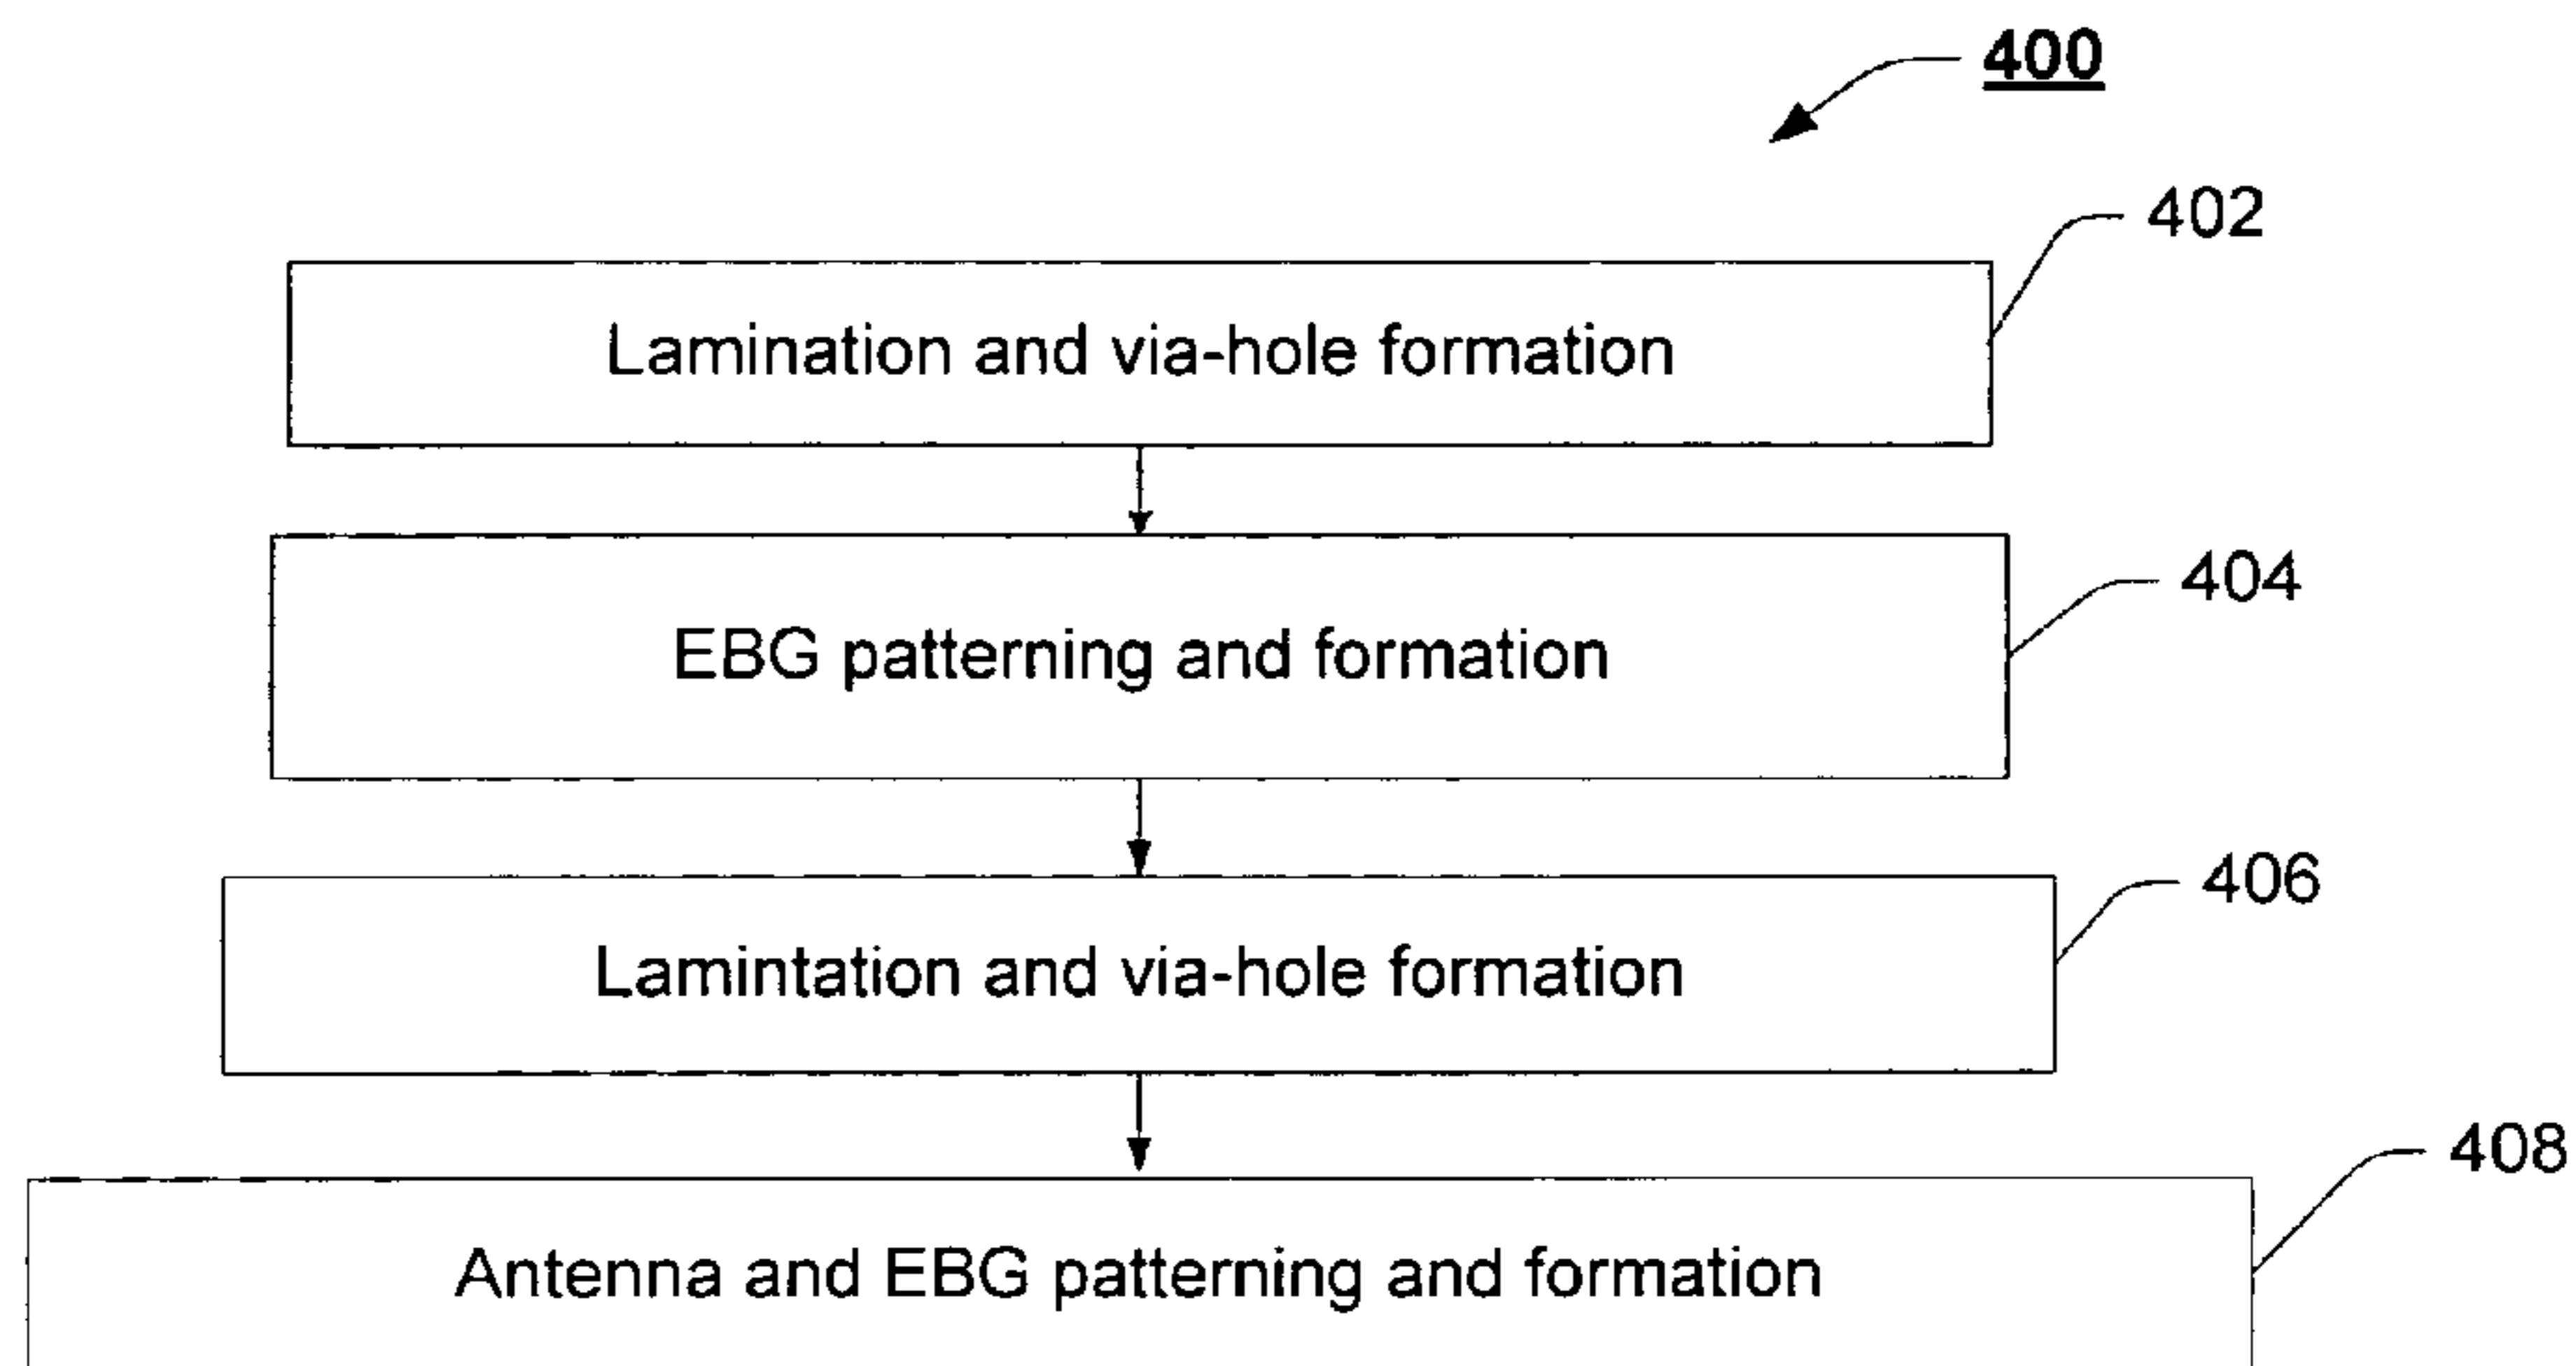 400
402
Lamination and via-hole formation
404
EBG patterning and formation
406
Lamintation and via-hole formation
408
Antenna and EBG patterning and formation